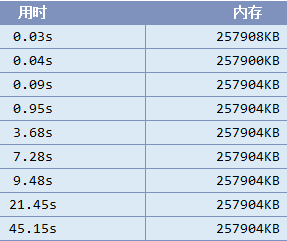 用时 内存
0.03s 257908KB
0.04s 257900KB
0.09s 257904KB
0.95s 257904KB
3.68s 257904KB
7.28s 257904KB
9.48s 257904KB
21.45s 257904KB
45.15s 257904KB